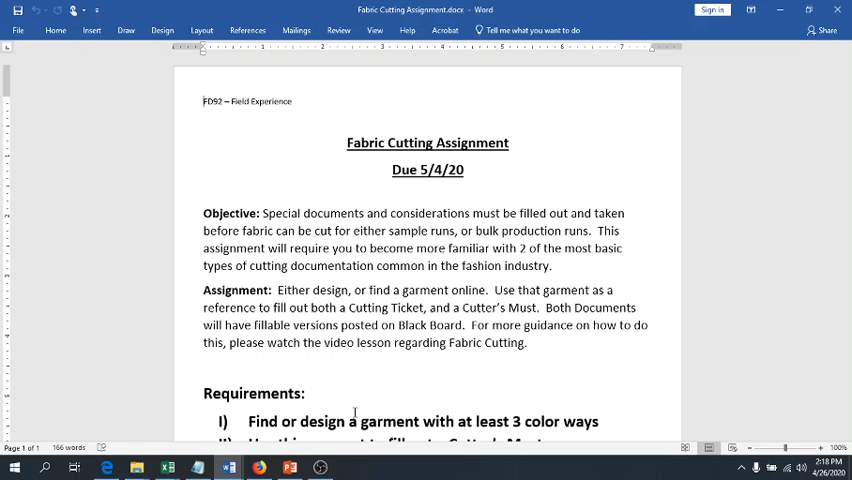 Fabric Cutting Assignment.docx - Word
Sign in
File Home Insert Draw Design Layout References Mailings Review View Help Acrobat Tell me what you want to do Share
1 2 3 4 5 6 7
FD92 – Field Experience
Fabric Cutting Assignment
Due 5/4/20
Objective: Special documents and considerations must be filled out and taken
before fabric can be cut for either sample runs, or bulk production runs. This
assignment will require you to become more familiar with 2 of the most basic
types of cutting documentation common in the fashion industry.
Assignment: Either design, or find a garment online. Use that garment as a
reference to fill out both a Cutting Ticket, and a Cutter's Must. Both Documents
will have fillable versions posted on Black Board. For more guidance on how to do
this, please watch the video lesson regarding Fabric Cutting.
Requirements:
I) Find or design a garment with at least 3 color ways
Page 1 of 1 166 words 100%
2:18 PM
4/26/2020